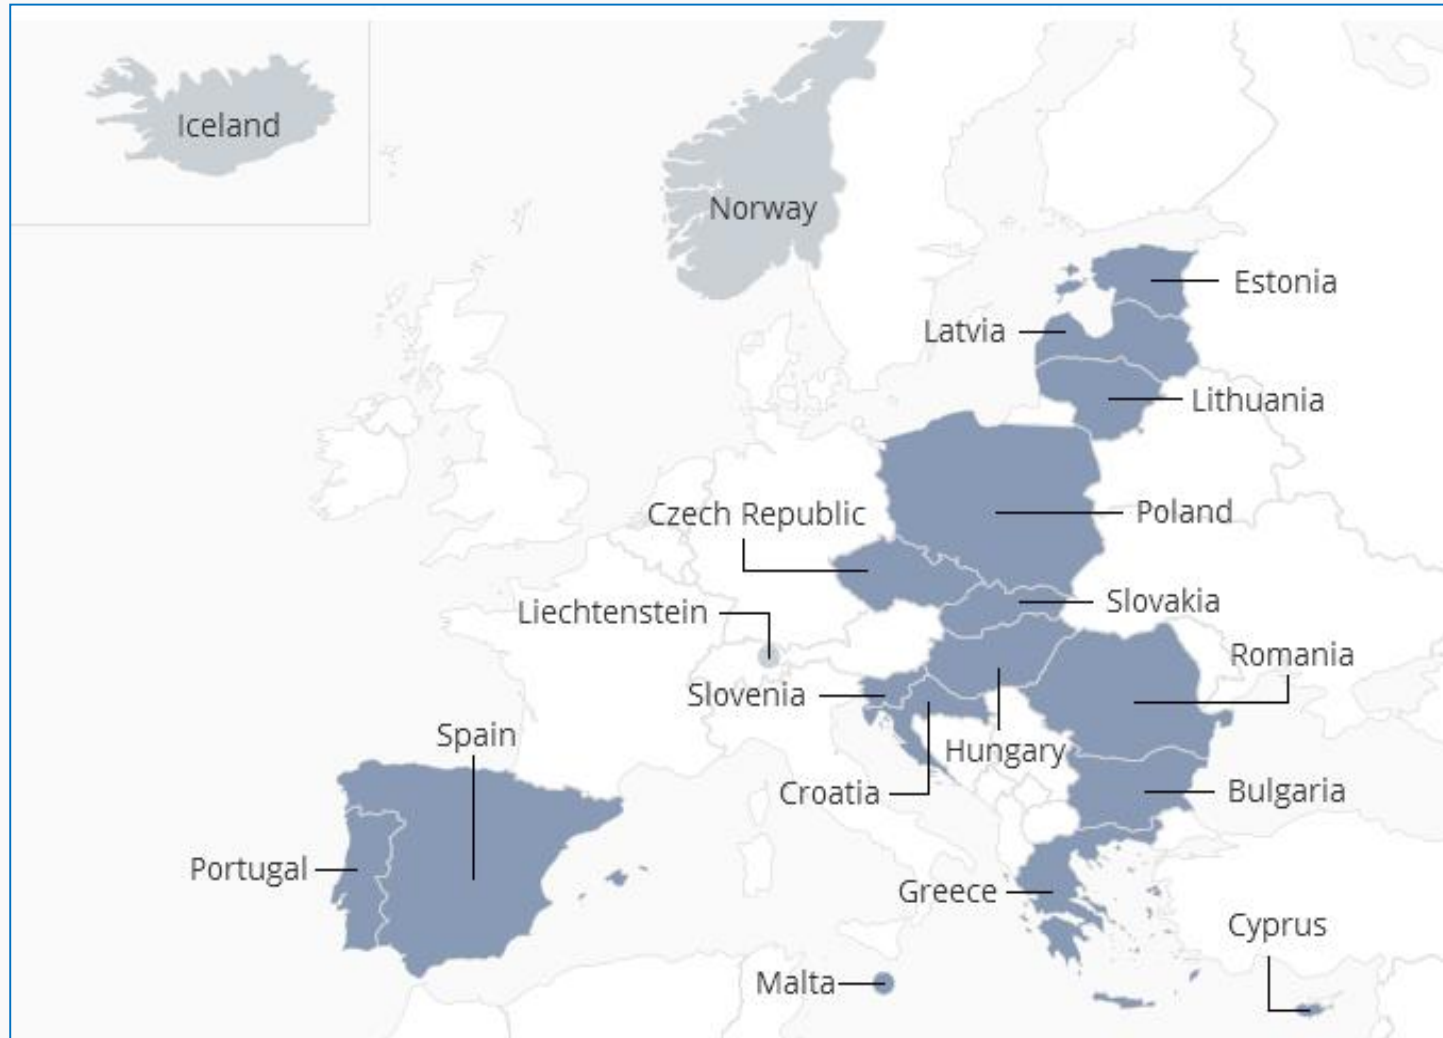 Iceland
Norway
Estonia
Latvia
Lithuania
Czech Republic
Poland
Liechtenstein
Slovakia
Romania
Slovenia
Spain
Hungary
Croatia
Bulgaria
Portugal
Greece
Cyprus
Malta